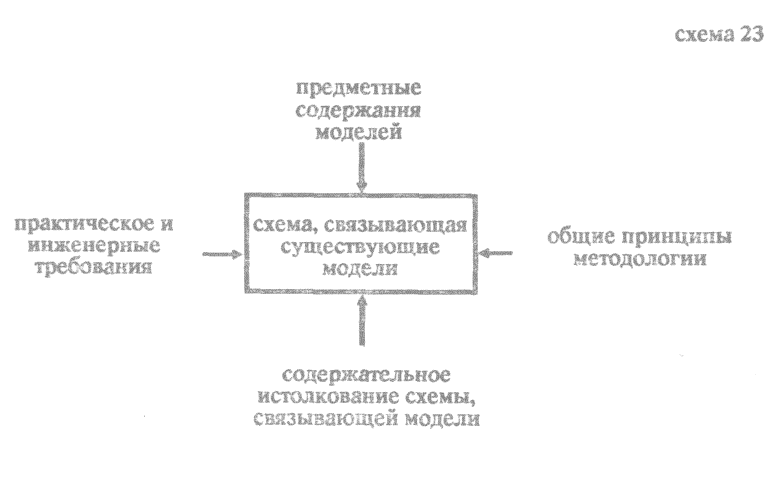 схема 23
предметные
содержания
моделей
практическое и
инженерные
требования
схема, связывающая
существующие
модели
общие принципы
методологии
содержательное
истолкование схемы,
связывающей модели